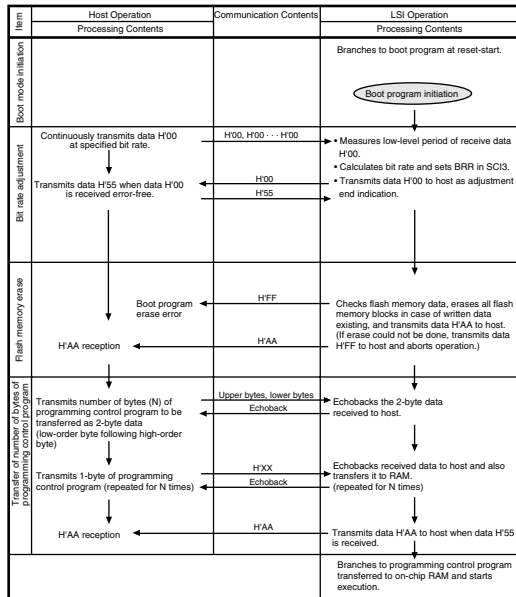 Item
Host Operation
Communication Contents
LSI Operation
Processing Contents
Processing Contents
Boot mode initiation
Branches to boot program at reset-start.
Boot program initiation
Bit rate adjustment
Continuously transmits data H'00
at specified bit rate.
H'00, H'00 · · · H'00
• Measures low-level period of receive data
H'00.
• Calculates bit rate and sets BRR in SCI3.
• Transmits data H'00 to host as adjustment
end indication.
H'00
Transmits data H'55 when data H'00
is received error-free.
H'55
Flash memory erase
Boot program
erase error
H'FF
Checks flash memory data, erases all flash
memory blocks in case of written data
existing, and transmits data H'AA to host.
(If erase could not be done, transmits data
H'FF to host and aborts operation.)
H'AA reception
H'AA
Transfer of number of bytes of
programming control program
Transmits number of bytes (N) of
programming control program to be
transferred as 2-byte data
(low-order byte following high-order
byte)
Upper bytes, lower bytes
Echoback
Echobacks the 2-byte data
received to host.
Transmits 1-byte of programming
control program (repeated for N times)
H'XX
Echoback
Echobacks received data to host and also
transfers it to RAM.
(repeated for N times)
H'AA reception
H'AA
Transmits data H'AA to host when data H'55
is received.
Branches to programming control program
transferred to on-chip RAM and starts
execution.